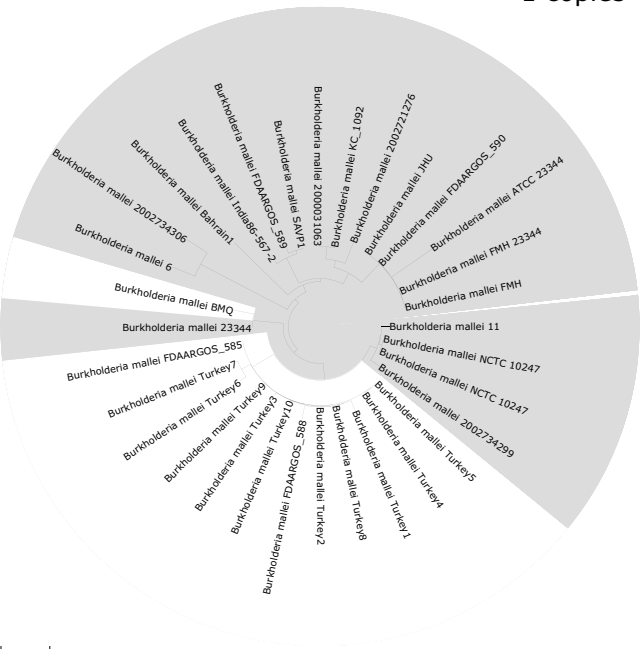 Burkholderia mallei 2002734306
Burkholderia mallei 6
Burkholderia mallei Bahrain1
Burkholderia mallei India86-567-2
Burkholderia mallei FDAARGOS_589
Burkholderia mallei SAVP1
Burkholderia mallei 2000031063
Burkholderia mallei KC_1092
Burkholderia mallei 2002721276
Burkholderia mallei JHU
Burkholderia mallei FDAARGOS_590
Burkholderia mallei ATCC 23344
Burkholderia mallei FMH 23344
Burkholderia mallei FMH
Burkholderia mallei 11
Burkholderia mallei NCTC 10247
Burkholderia mallei NCTC 10247
Burkholderia mallei 2002734299
Burkholderia mallei Turkey5
Burkholderia mallei Turkey4
Burkholderia mallei Turkey1
Burkholderia mallei Turkey8
Burkholderia mallei Turkey2
Burkholderia mallei FDAARGOS_588
Burkholderia mallei Turkey10
Burkholderia mallei Turkey3
Burkholderia mallei Turkey9
Burkholderia mallei Turkey6
Burkholderia mallei Turkey7
Burkholderia mallei FDAARGOS_585
Burkholderia mallei 23344
Burkholderia mallei BMQ